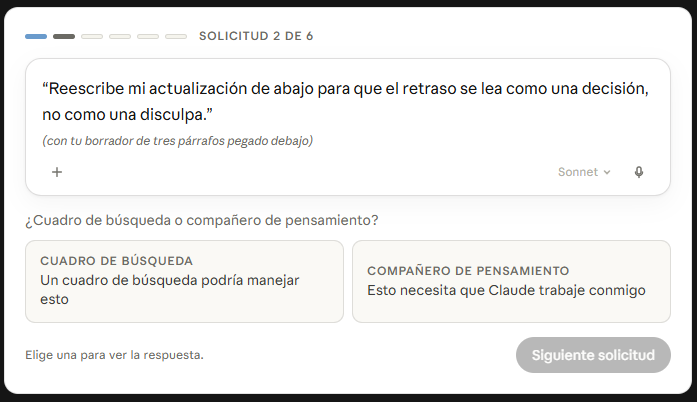 SOLICITUD 2 DE 6
“Reescribe mi actualización de abajo para que el retraso se lea como una decisión,
no como una disculpa.”
(con tu borrador de tres párrafos pegado debajo)
Sonnet
¿Cuadro de búsqueda o compañero de pensamiento?
CUADRO DE BÚSQUEDA
Un cuadro de búsqueda podría manejar
esto
COMPAÑERO DE PENSAMIENTO
Esto necesita que Claude trabaje conmigo
Elige una para ver la respuesta.
Siguiente solicitud